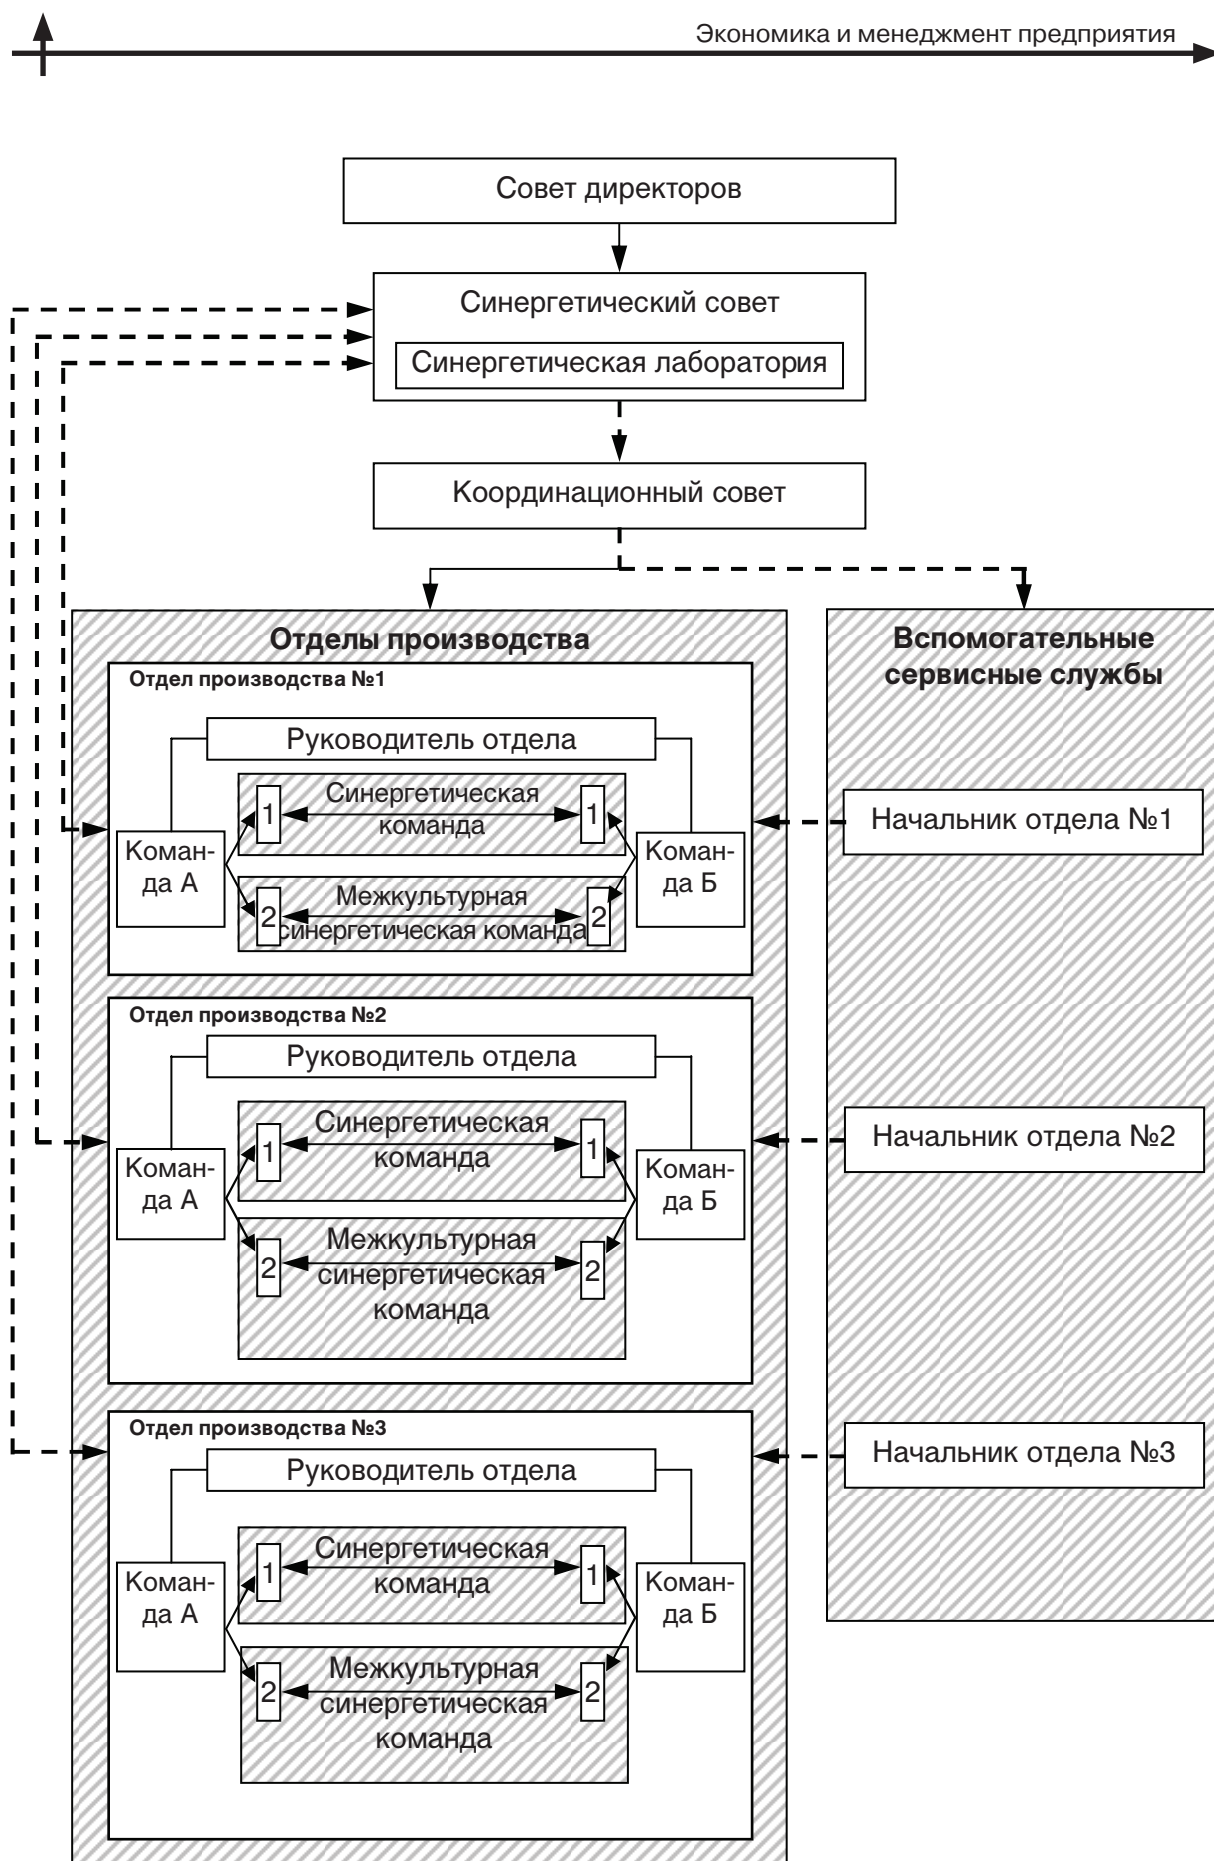 Экономика и менеджмент предприятия
Совет директоров
Синергетический совет
Синергетическая лаборатория
Координационный совет
Отделы производства
Отдел производства №1
Руководитель отдела
Синергетическая
команда
1
1
Коман-
да А
Коман-
да Б
Межкультурная
синергетическая команда
2
2
Отдел производства №2
Руководитель отдела
Синергетическая
команда
1
1
Коман-
да А
Коман-
да Б
Межкультурная
синергетическая
команда
2
2
Отдел производства №3
Руководитель отдела
Синергетическая
команда
1
1
Коман-
да А
Коман-
да Б
Межкультурная
синергетическая
команда
2
2
Вспомогательные
сервисные службы
Начальник отдела №1
Начальник отдела №2
Начальник отдела №3